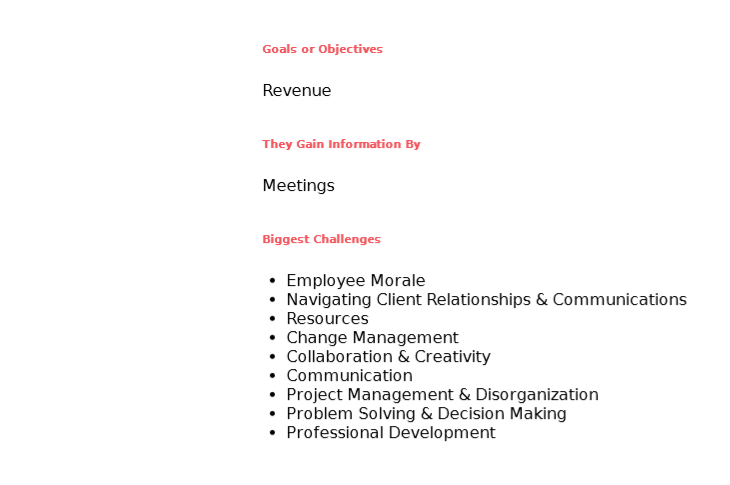 Goals or Objectives
Revenue
They Gain Information By
Meetings
Biggest Challenges
• Employee Morale
• Navigating Client Relationships & Communications
• Resources
• Change Management
• Collaboration & Creativity
• Communication
• Project Management & Disorganization
• Problem Solving & Decision Making
• Professional Development